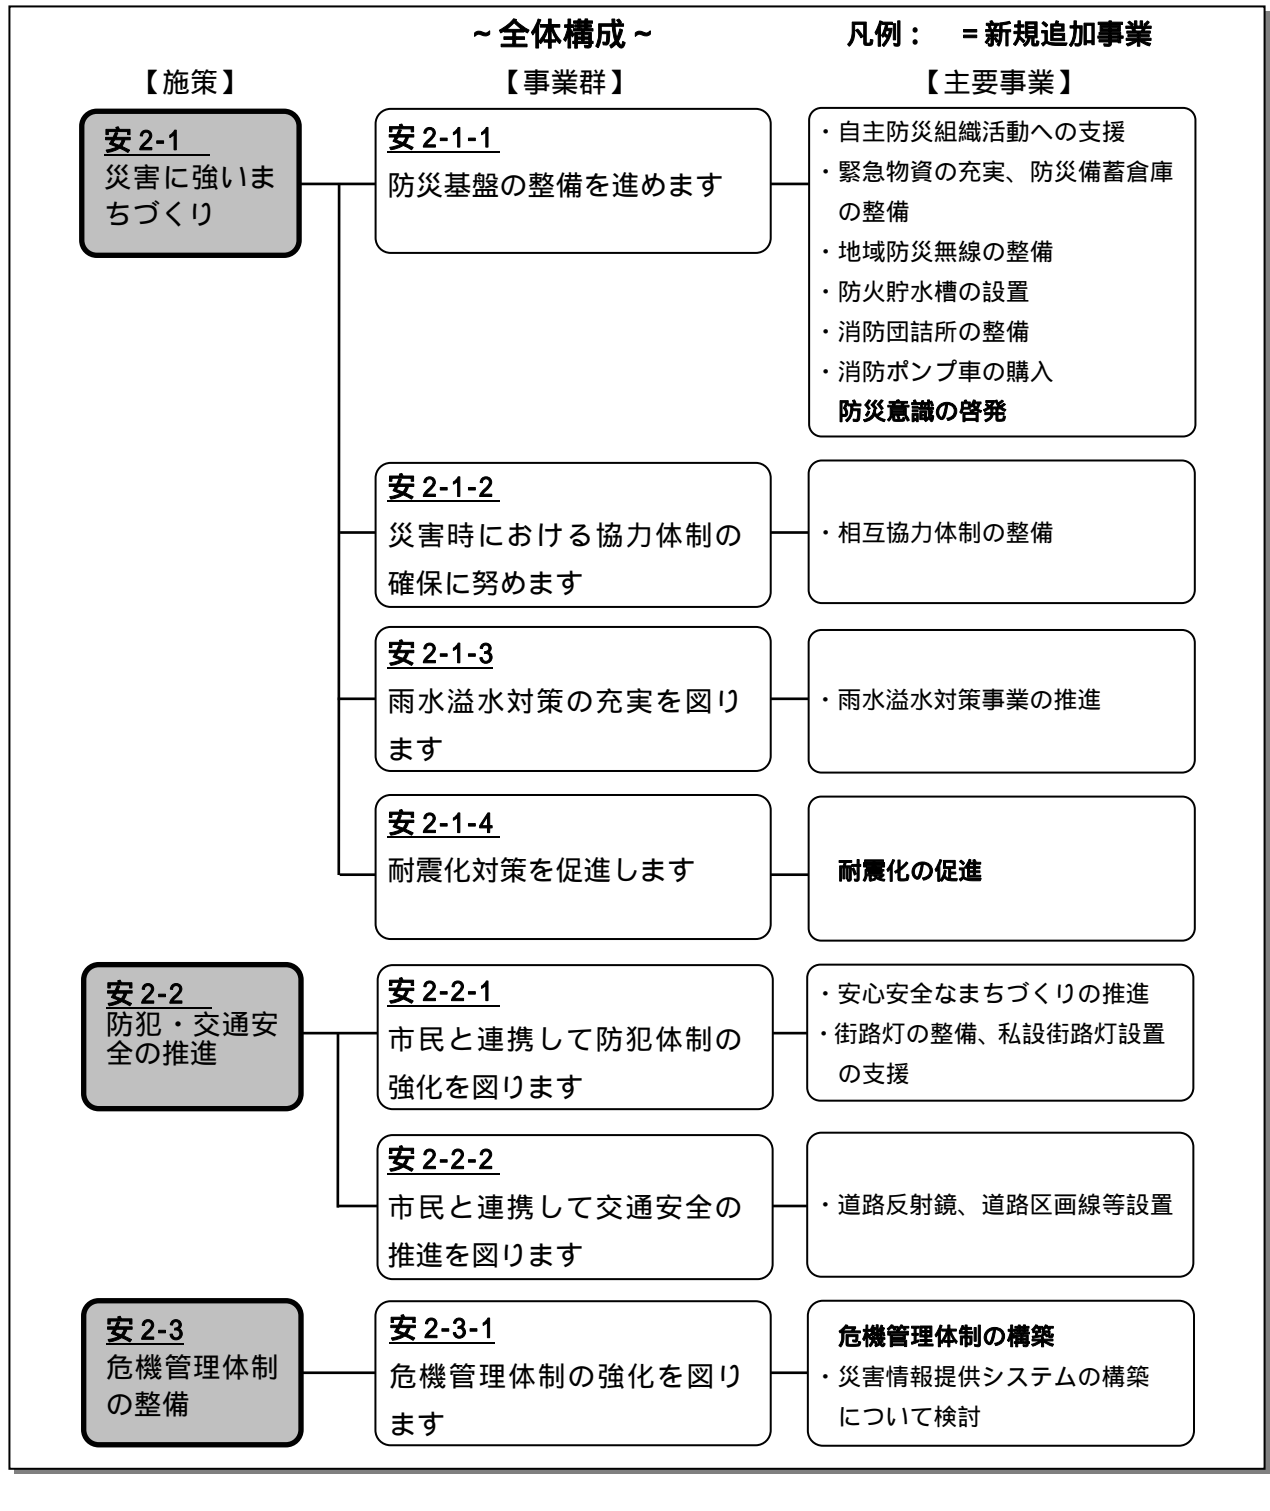 ～全体構成～
凡例： ＝新規追加事業
【施策】
【事業群】
【主要事業】
安2-1
災害に強いま
ちづくり
安2-1-1
防災基盤の整備を進めます
・自主防災組織活動への支援
・緊急物資の充実、防災備蓄倉庫
の整備
・地域防災無線の整備
・防火貯水槽の設置
・消防団詰所の整備
・消防ポンプ車の購入
防災意識の啓発
安2-1-2
災害時における協力体制の
確保に努めます
・相互協力体制の整備
安2-1-3
雨水溢水対策の充実を図り
ます
・雨水溢水対策事業の推進
安2-1-4
耐震化対策を促進します
耐震化の促進
安2-2
防犯・交通安
全の推進
安2-2-1
市民と連携して防犯体制の
強化を図ります
・安心安全なまちづくりの推進
・街路灯の整備、私設街路灯設置
の支援
安2-2-2
市民と連携して交通安全の
推進を図ります
・道路反射鏡、道路区画線等設置
安2-3
危機管理体制
の整備
安2-3-1
危機管理体制の強化を図り
ます
危機管理体制の構築
・災害情報提供システムの構築
について検討